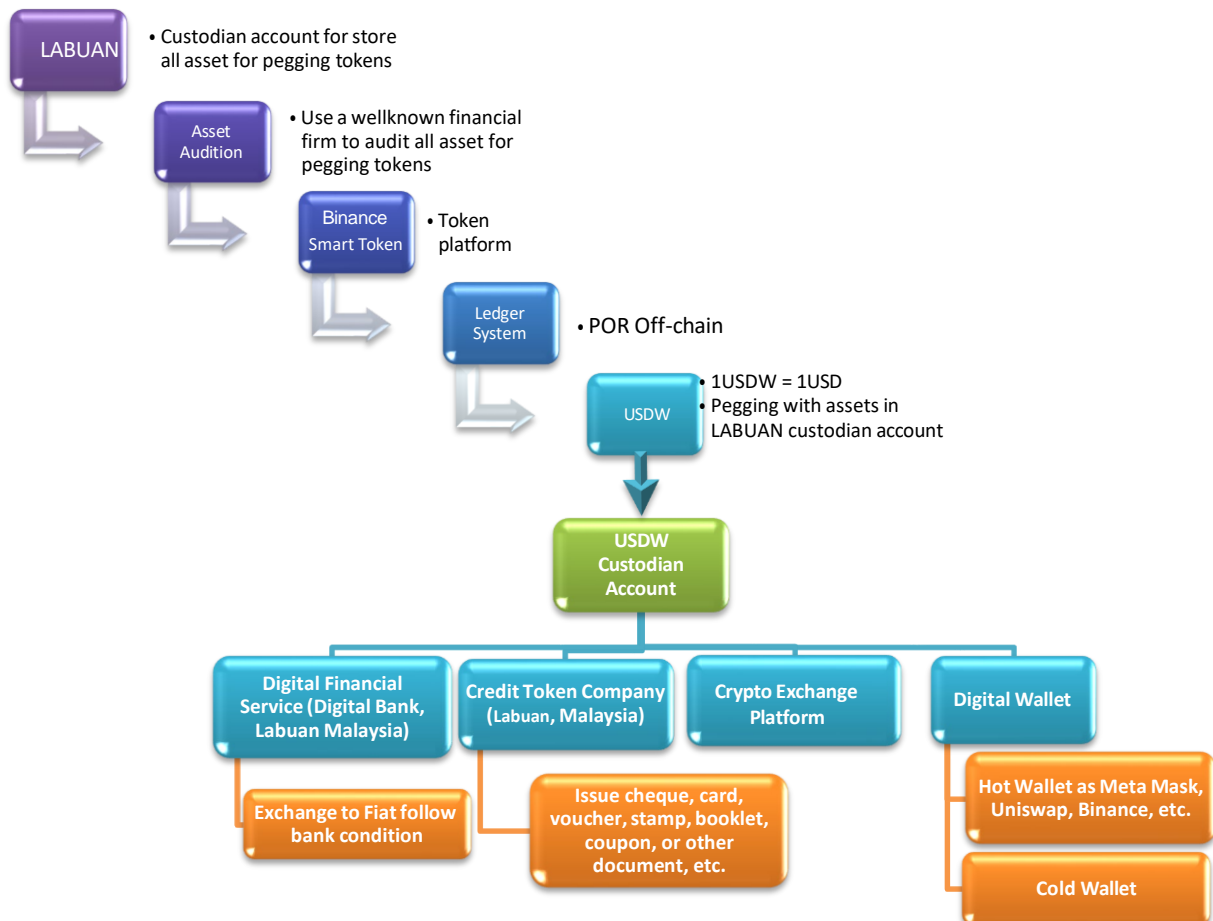 LABUAN
• Custodian account for store
all asset for pegging tokens
Asset
Audition
• Use a wellknown financial
firm to audit all asset for
pegging tokens
Binance
Smart Token
• Token
platform
Ledger
System
• POR Off-chain
USDW
• 1USDW = 1USD
• Pegging with assets in
LABUAN custodian account
USDW
Custodian
Account
Digital Financial
Service (Digital Bank,
Labuan Malaysia)
Credit Token Company
(Labuan, Malaysia)
Crypto Exchange
Platform
Digital Wallet
Exchange to Fiat follow
bank condition
Issue cheque, card,
voucher, stamp, booklet,
coupon, or other
document, etc.
Hot Wallet as Meta Mask,
Uniswap, Binance, etc.
Cold Wallet